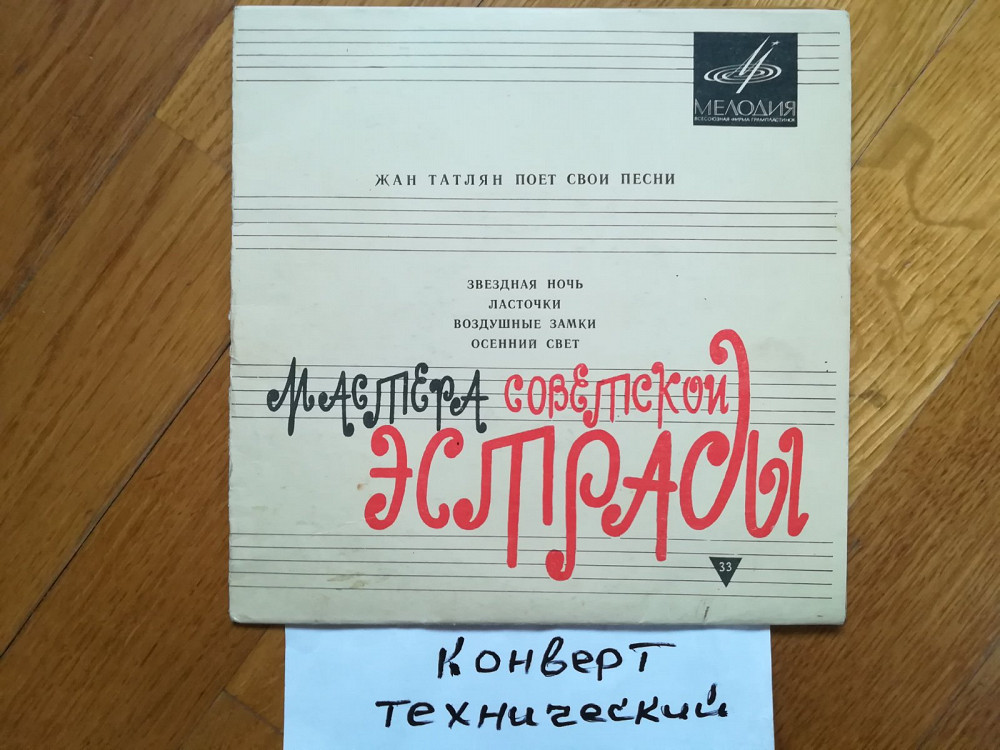 МЕЛОДИЯ
ВСЕСОЮЗНАЯ ФИРМА ГРАМПЛАСТИНОК
ЖАН ТАТЛЯН ПОЕТ СВОИ ПЕСНИ
ЗВЕЗДНАЯ НОЧЬ
ЛАСТОЧКИ
ВОЗДУШНЫЕ ЗАМКИ
ОСЕННИЙ СВЕТ
МАСТЕРА СОВЕТСКОЙ
ЭСТРАДЫ
33
Конверт
технический